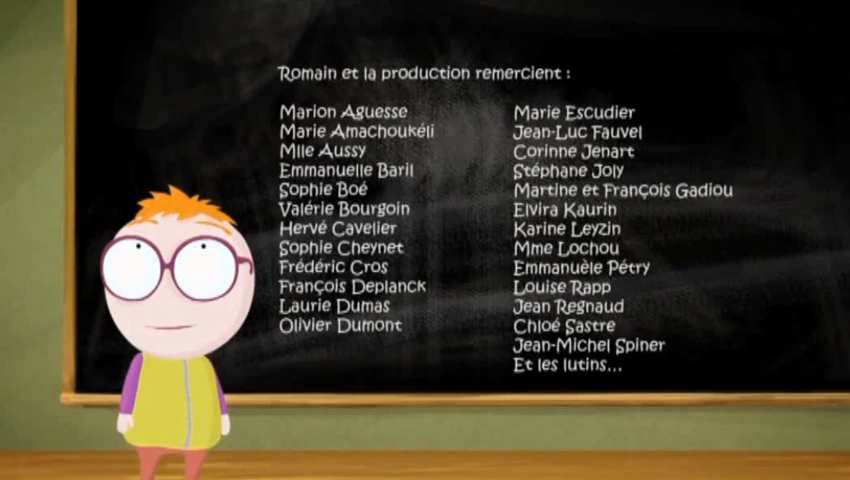 Romain et la production remercient :
Marion Aguesse
Marie Amachoukéli
Mlle Aussy
Emmanuelle Baril
Sophie Boé
Valérie Bourgoin
Hervé Cavelier
Sophie Cheynet
Frédéric Cros
François Deplanck
Laurie Dumas
Olivier Dumont
Marie Escudier
Jean-Luc Fauvel
Corinne Jenart
Stéphane Joly
Martine et François Gadiou
Elvira Kaurin
Karine Leyzin
Mme Lochou
Emmanuèle Pétry
Louise Rapp
Jean Regnaud
Chloé Sastre
Jean-Michel Spiner
Et les lutins...